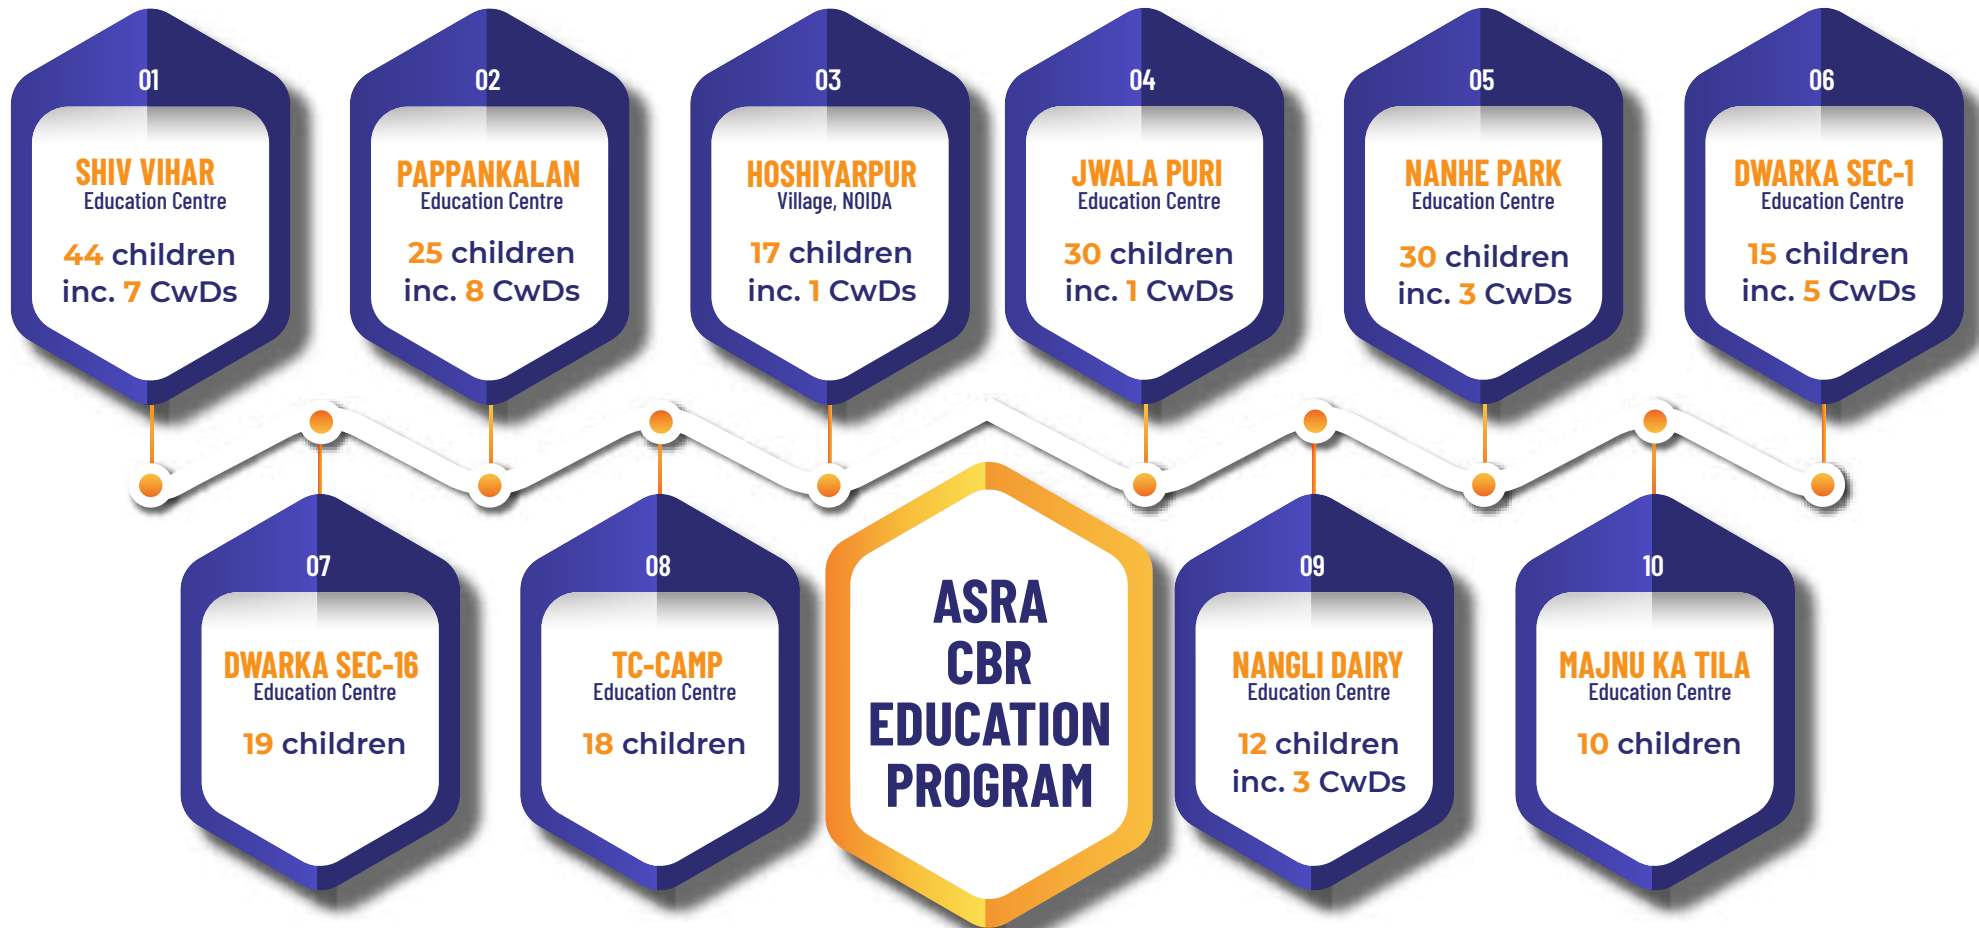 01
SHIV VIHAR
Education Centre
44 children
inc. 7 CwDs
02
PAPPANKALAN
Education Centre
25 children
inc. 8 CwDs
03
HOSHIYARPUR
Village, NOIDA
17 children
inc. 1 CwDs
04
JWALA PURI
Education Centre
30 children
inc. 1 CwDs
05
NANHE PARK
Education Centre
30 children
inc. 3 CwDs
06
DWARKA SEC-1
Education Centre
15 children
inc. 5 CwDs
07
DWARKA SEC-16
Education Centre
19 children
08
TC-CAMP
Education Centre
18 children
ASRA
CBR
EDUCATION
PROGRAM
09
NANGLI DAIRY
Education Centre
12 children
inc. 3 CwDs
10
MAJNU KA TILA
Education Centre
10 children